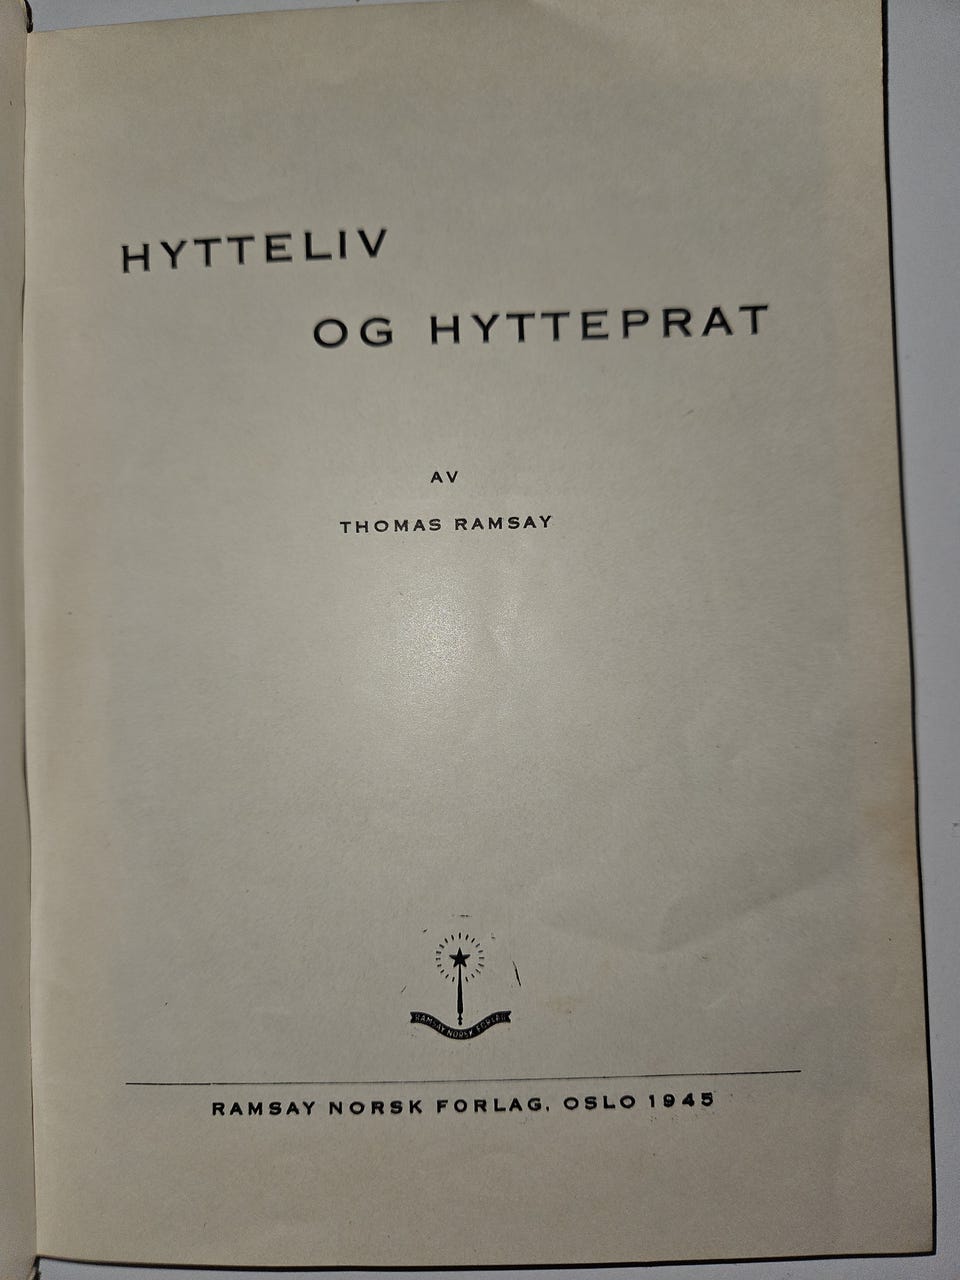 HYTTELIV
OG HYTTEPRAT
AV
THOMAS RAMSAY
RAMSAY NORSK FORLAG
RAMSAY NORSK FORLAG, OSLO 1945